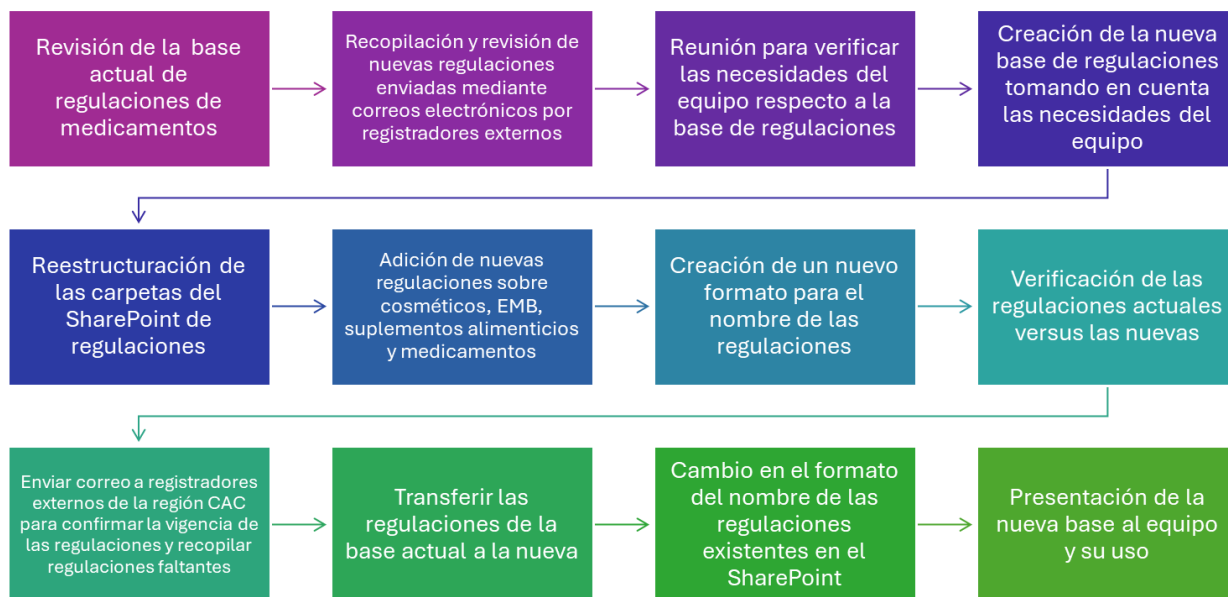 Revisión de la base
actual de
regulaciones de
medicamentos
Recopilación y revisión de
nuevas regulaciones
enviadas mediante
correos electrónicos por
registradores externos
Reunión para verificar
las necesidades del
equipo respecto a la
base de regulaciones
Creación de la nueva
base de regulaciones
tomando en cuenta
las necesidades del
equipo
Reestructuración de
las carpetas del
SharePoint de
regulaciones
Adición de nuevas
regulaciones sobre
cosméticos, EMB,
suplementos alimenticios
y medicamentos
Creación de un nuevo
formato para el
nombre de las
regulaciones
Verificación de las
regulaciones actuales
versus las nuevas
Enviar correo a registradores
externos de la región CAC
para confirmar la vigencia de
las regulaciones y recopilar
regulaciones faltantes
Transferir las
regulaciones de la
base actual a la nueva
Cambio en el formato
del nombre de las
regulaciones
existentes en el
SharePoint
Presentación de la
nueva base al equipo
y su uso